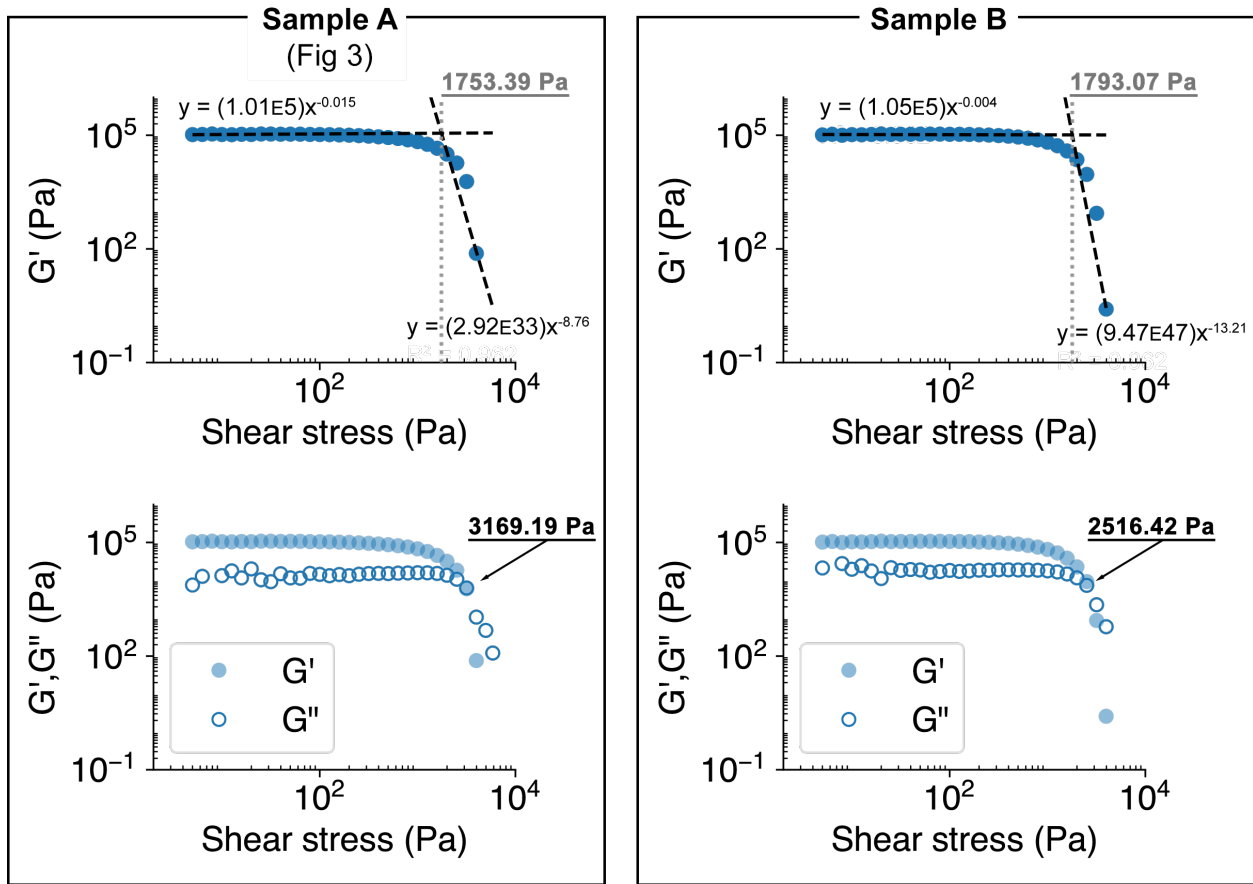 Sample A
(Fig 3)
1753.39 Pa
y = (1.01E5)x^-0.015
10^5
10^2
10^-1
G' (Pa)
y = (2.92E33)x^-8.76
10^2
10^4
Shear stress (Pa)
3169.19 Pa
10^5
10^2
10^-1
G',G" (Pa)
G'
G"
10^2
10^4
Shear stress (Pa)
Sample B
1793.07 Pa
y = (1.05E5)x^-0.004
10^5
10^2
10^-1
G' (Pa)
y = (9.47E47)x^-13.21
10^2
10^4
Shear stress (Pa)
2516.42 Pa
10^5
10^2
10^-1
G',G" (Pa)
G'
G"
10^2
10^4
Shear stress (Pa)